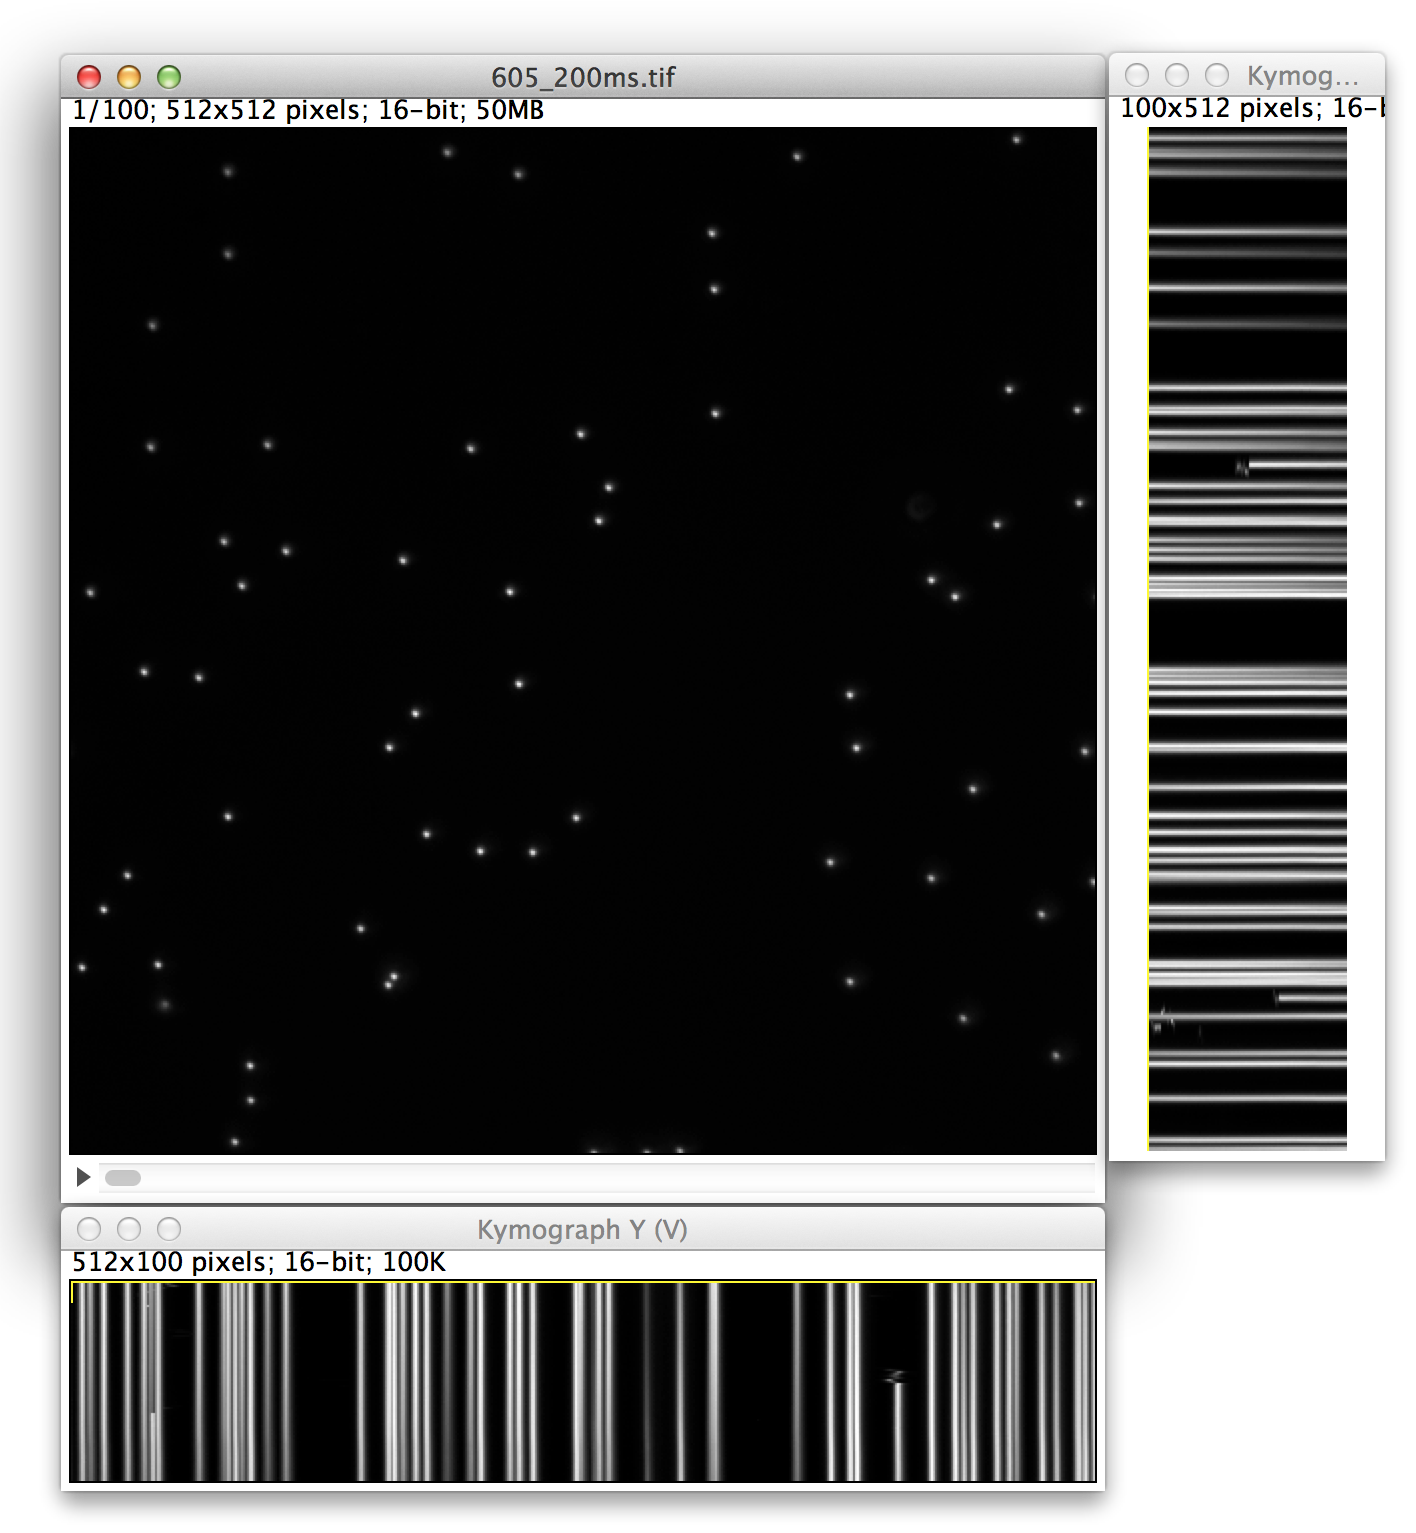 605_200ms.tif
1/100; 512x512 pixels; 16-bit; 50MB
Kymog...
100x512 pixels; 16-b
Kymograph Y (V)
512x100 pixels; 16-bit; 100K